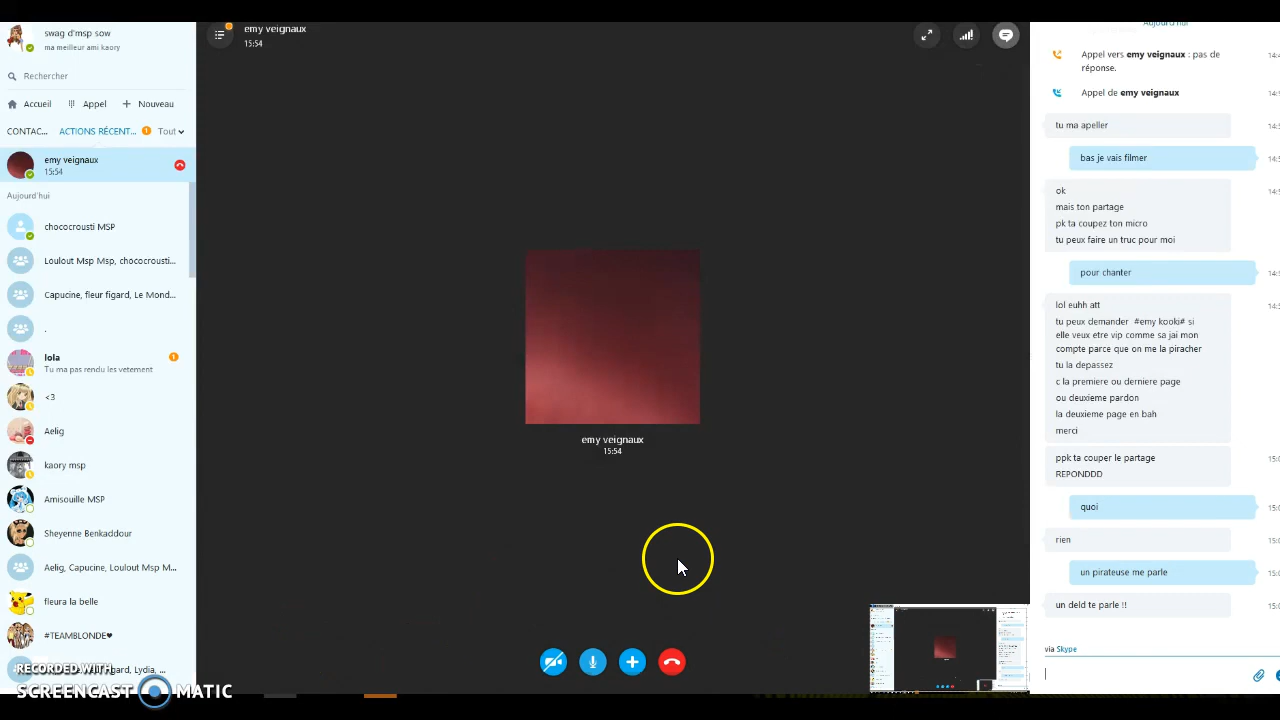 swag d'msp sow
ma meilleur ami kaory
Rechercher
Accueil
Appel
Nouveau
CONTAC...
ACTIONS RÉCENT...
1
Tout
emy veignaux
15:54
Aujourd'hui
chococrousti MSP
Loulout Msp Msp, chococrousti...
Capucine, fleur figard, Le Mond...
.
lola
1
Tu ma pas rendu les vetement
<3
Aelig
kaory msp
Amisouille MSP
Sheyenne Benkaddour
Aelig, Capucine, Loulout Msp M...
fleura la belle
#TEAMBLONDE♥
Lydia, ...
RECORDED WITH
SCREENCAST MATIC
emy veignaux
15:54
emy veignaux
15:54
Aujourd'hui
Appel vers emy veignaux : pas de
réponse.
Appel de emy veignaux
tu ma apeller
bas je vais filmer
ok
mais ton partage
pk ta coupez ton micro
tu peux faire un truc pour moi
pour chanter
lol euhh att
tu peux demander #emy kooki# si
elle veux etre vip comme sa jai mon
compte parce que on me la piracher
tu la depassez
c la premiere ou derniere page
ou deuxieme pardon
la deuxieme page en bah
merci
ppk ta couper le partage
REPONDDD
quoi
rien
un pirateuse me parle
un deld te parle !!
via Skype